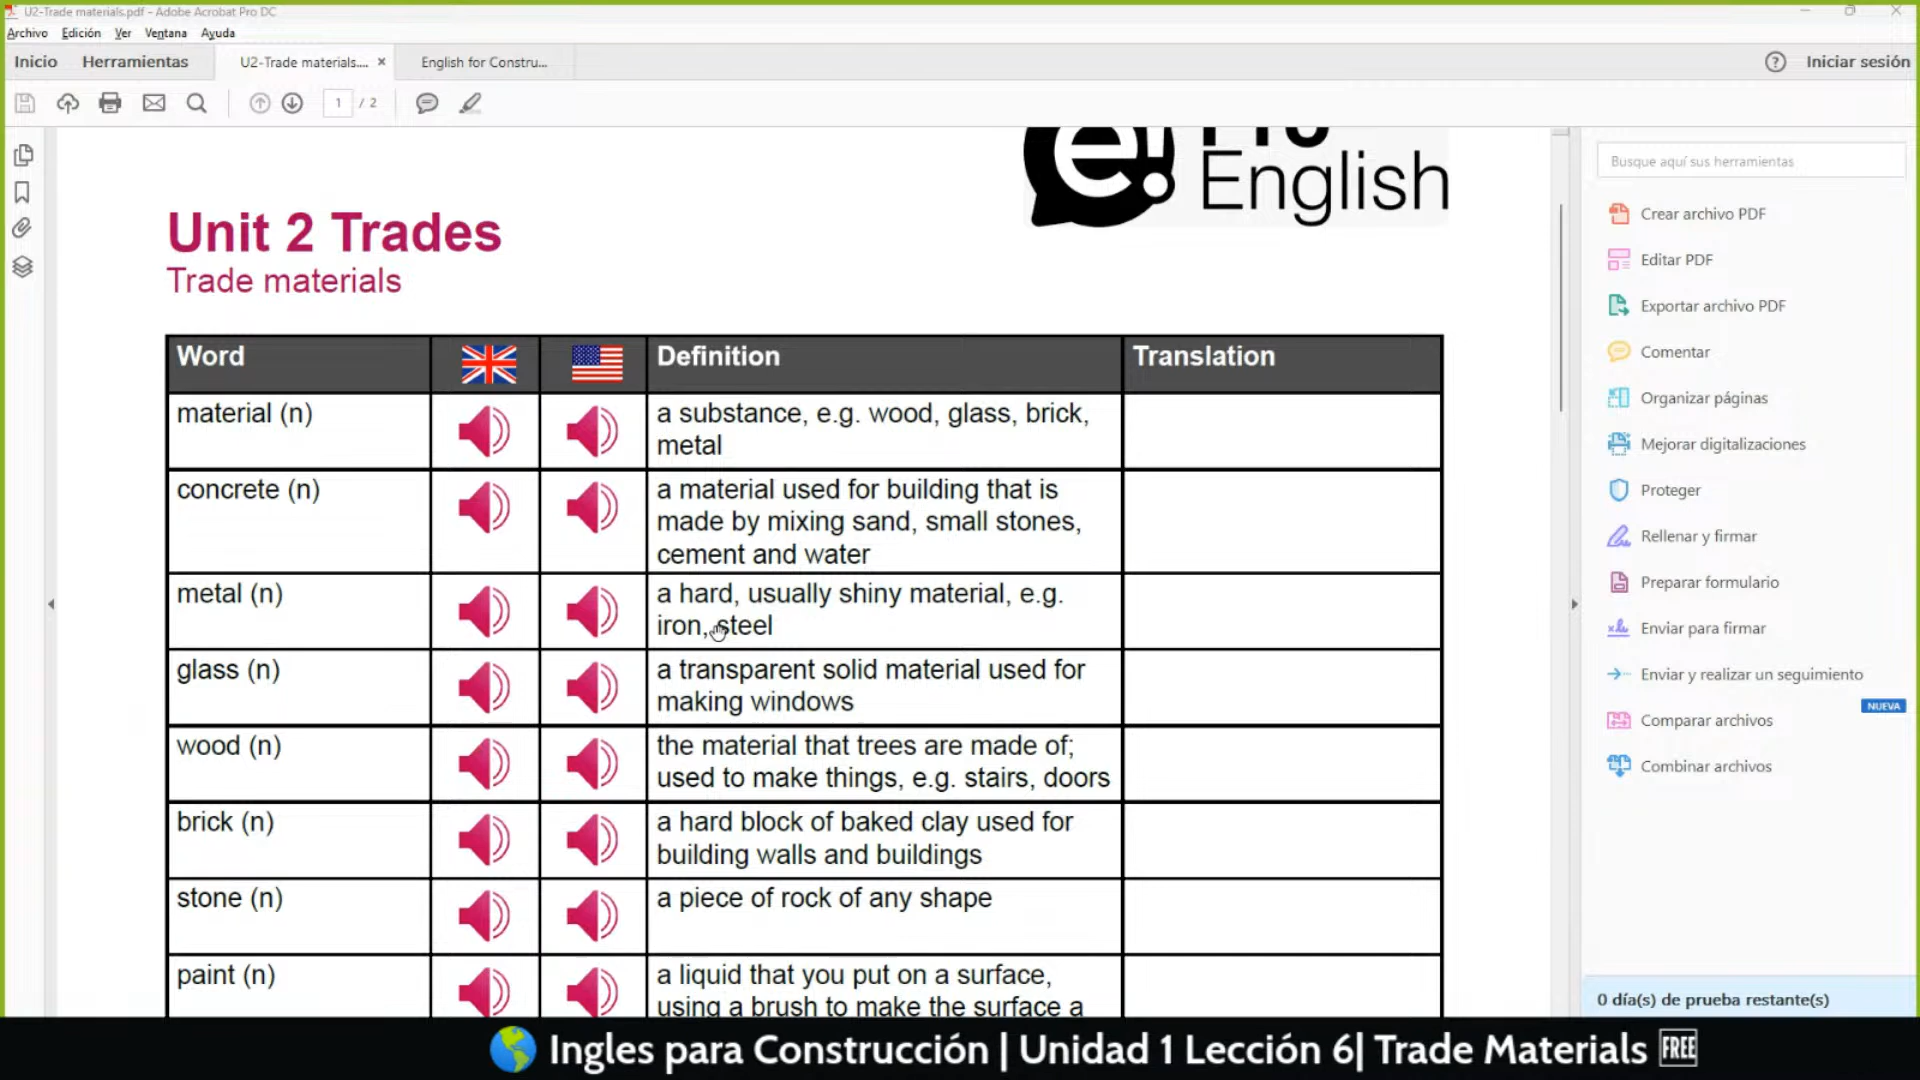 U2-Trade materials.pdf - Adobe Acrobat Pro DC
Archivo Edición Ver Ventana Ayuda
Inicio Herramientas U2-Trade materials.... × English for Constru... ? Iniciar sesión
1 / 2
e! Pro
English
Busque aquí sus herramientas
Unit 2 Trades
Trade materials
Word Definition Translation
material (n) a substance, e.g. wood, glass, brick,
metal
concrete (n) a material used for building that is
made by mixing sand, small stones,
cement and water
metal (n) a hard, usually shiny material, e.g.
iron, steel
glass (n) a transparent solid material used for
making windows
wood (n) the material that trees are made of;
used to make things, e.g. stairs, doors
brick (n) a hard block of baked clay used for
building walls and buildings
stone (n) a piece of rock of any shape
paint (n) a liquid that you put on a surface,
using a brush to make the surface a
Crear archivo PDF
Editar PDF
Exportar archivo PDF
Comentar
Organizar páginas
Mejorar digitalizaciones
Proteger
Rellenar y firmar
Preparar formulario
Enviar para firmar
Enviar y realizar un seguimiento
NUEVA
Comparar archivos
Combinar archivos
0 día(s) de prueba restante(s)
Ingles para Construcción | Unidad 1 Lección 6| Trade Materials FREE